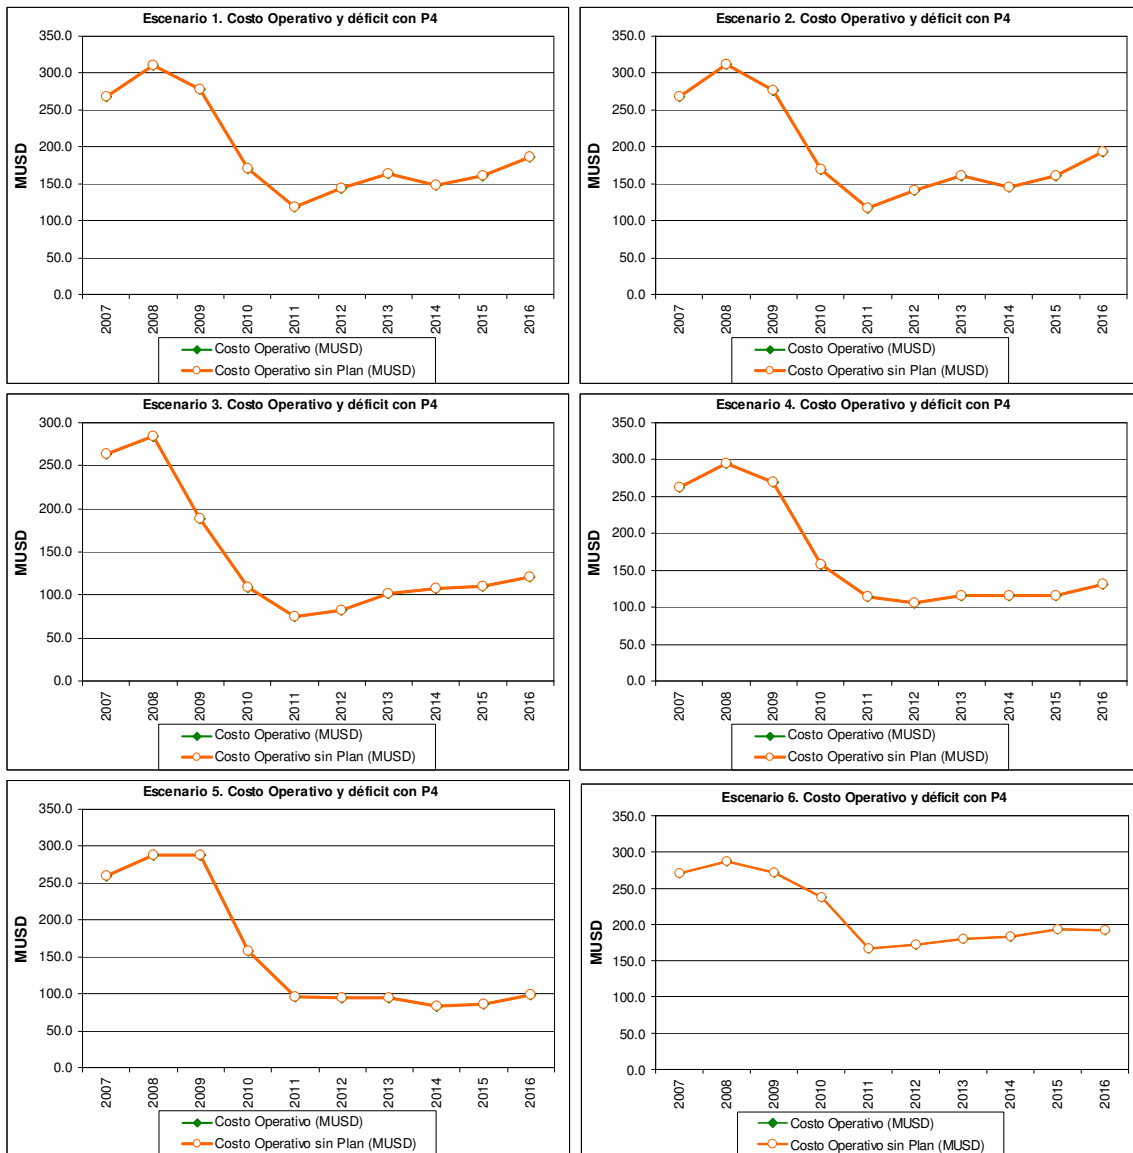 Escenario 1. Costo Operativo y déficit con P4
350.0
300.0
250.0
200.0
150.0
100.0
50.0
0.0
MUSD
2007 2008 2009 2010 2011 2012 2013 2014 2015 2016
Costo Operativo (MUSD)
Costo Operativo sin Plan (MUSD)
Escenario 2. Costo Operativo y déficit con P4
350.0
300.0
250.0
200.0
150.0
100.0
50.0
0.0
MUSD
2007 2008 2009 2010 2011 2012 2013 2014 2015 2016
Costo Operativo (MUSD)
Costo Operativo sin Plan (MUSD)
Escenario 3. Costo Operativo y déficit con P4
300.0
250.0
200.0
150.0
100.0
50.0
0.0
MUSD
2007 2008 2009 2010 2011 2012 2013 2014 2015 2016
Costo Operativo (MUSD)
Costo Operativo sin Plan (MUSD)
Escenario 4. Costo Operativo y déficit con P4
350.0
300.0
250.0
200.0
150.0
100.0
50.0
0.0
MUSD
2007 2008 2009 2010 2011 2012 2013 2014 2015 2016
Costo Operativo (MUSD)
Costo Operativo sin Plan (MUSD)
Escenario 5. Costo Operativo y déficit con P4
350.0
300.0
250.0
200.0
150.0
100.0
50.0
0.0
MUSD
2007 2008 2009 2010 2011 2012 2013 2014 2015 2016
Costo Operativo (MUSD)
Costo Operativo sin Plan (MUSD)
Escenario 6. Costo Operativo y déficit con P4
350.0
300.0
250.0
200.0
150.0
100.0
50.0
0.0
MUSD
2007 2008 2009 2010 2011 2012 2013 2014 2015 2016
Costo Operativo (MUSD)
Costo Operativo sin Plan (MUSD)